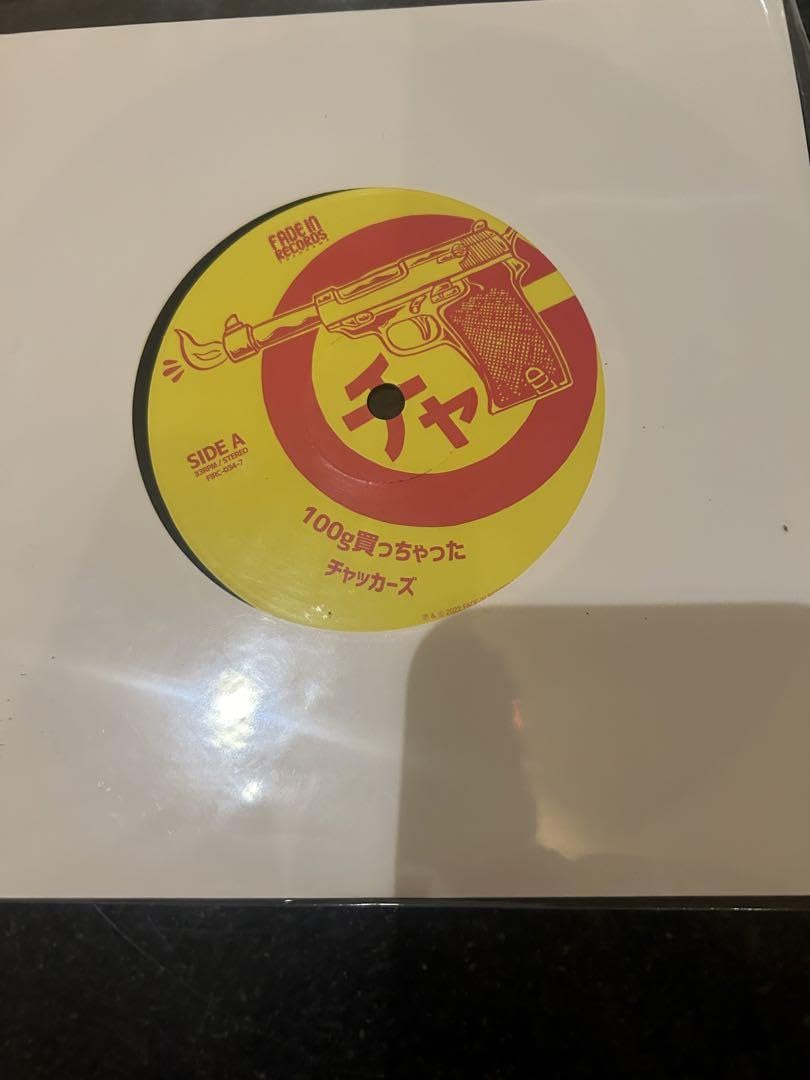 FADE IN
RECORDS
チャ
SIDE A
33RPM / STEREO
FIRC-034-7
100g買っちゃった
チャッカーズ